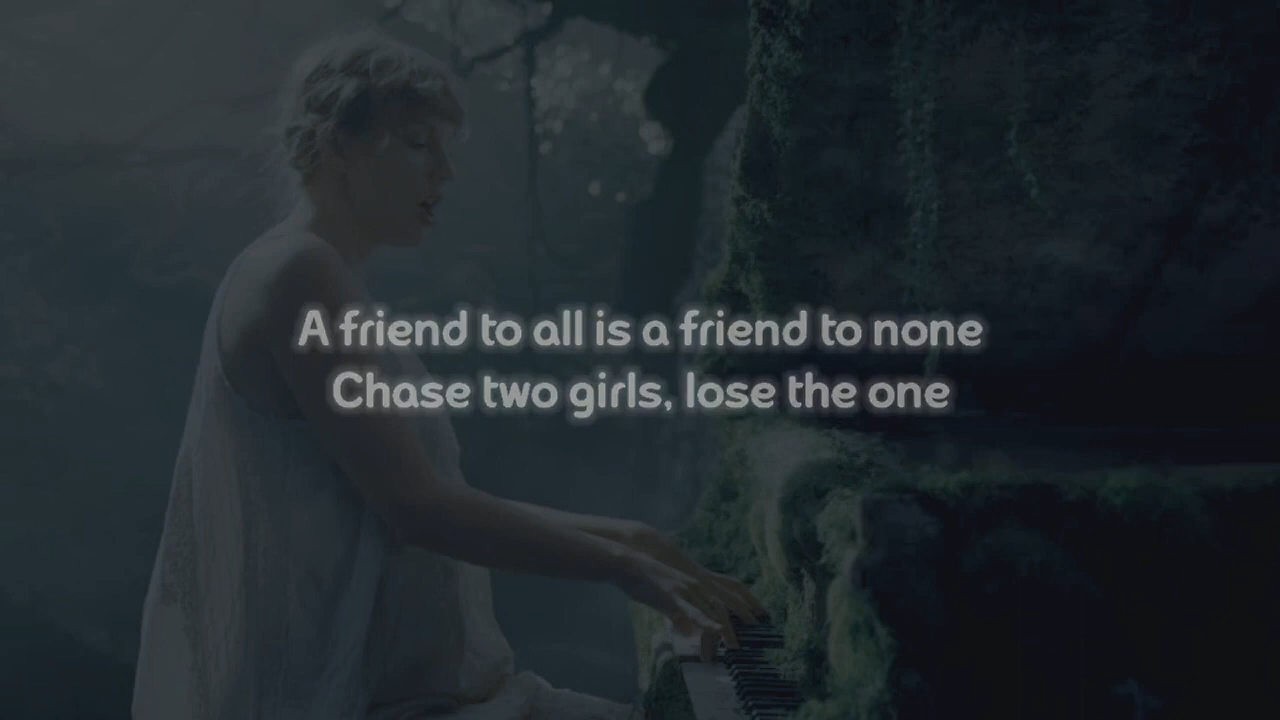 A friend to all is a friend to none
Chase two girls, lose the one